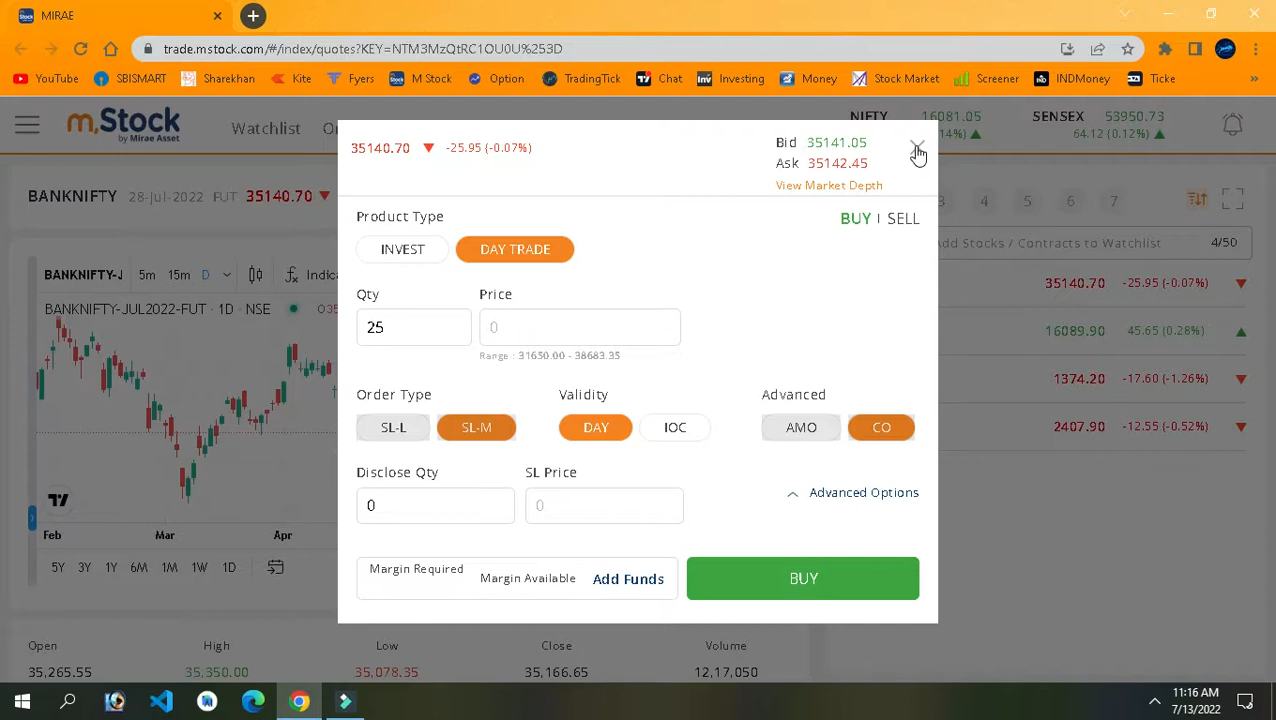 MIRAE
trade.mstock.com/#/index/quotes?KEY=NTM3MzQtRC1OU0U%253D
YouTube SBISMART Sharekhan Kite Fyers M Stock Option TradingTick Chat Investing Money Stock Market Screener INDMoney Ticke
m.Stock
by Mirae Asset
Watchlist
NIFTY 16081.05
14%)
SENSEX 53950.73
64.12 (0.12%)
35140.70 -25.95 (-0.07%)
Bid 35141.05
Ask 35142.45
View Market Depth
BANKNIFTY 28-jul-2022 FUT 35140.70
3 4 5 6 7
Product Type
BUY | SELL
INVEST DAY TRADE
Add Stocks / Contracts to Watchlist 4/50
BANKNIFTY-J 5m 15m D Indica
35140.70 -25.95 (-0.07%)
Qty Price
BANKNIFTY-JUL2022-FUT · 1D · NSE
25 0
16089.90 45.65 (0.28%)
Range : 31650.00 - 38683.35
1374.20 -17.60 (-1.26%)
Order Type Validity Advanced
SL-L SL-M DAY IOC AMO CO
2407.90 -12.55 (-0.52%)
Disclose Qty SL Price
0 0
Advanced Options
Feb Mar Apr
5Y 3Y 1Y 6M 1M 1W 1D
Margin Required Margin Available Add Funds
BUY
Open High Low Close Volume
35,265.55 35,350.00 35,078.35 35,166.65 12,17,050
11:16 AM
7/13/2022